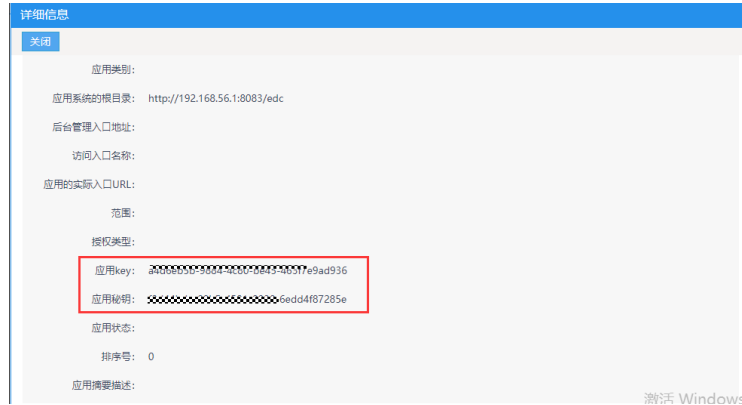 详细信息
关闭
应用类别:
应用系统的根目录: http://192.168.56.1:8083/edc
后台管理入口地址:
访问入口名称:
应用的实际入口URL:
范围:
授权类型:
应用key: e9ad936
应用秘钥: 6edd4f87285e
应用状态:
排序号: 0
应用摘要描述:
激活 Windows